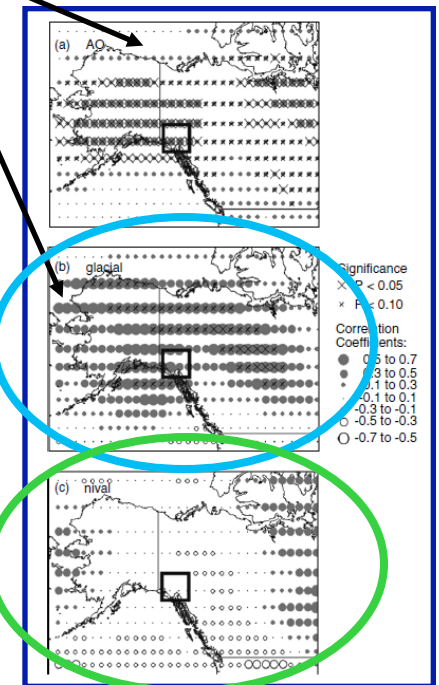 (a) AO
(b) glacial
Significance
P < 0.05
P < 0.10
Correlation
Coefficients:
0.5 to 0.7
0.3 to 0.5
0.1 to 0.3
-0.1 to 0.1
-0.3 to -0.1
-0.5 to -0.3
-0.7 to -0.5
(c) nival